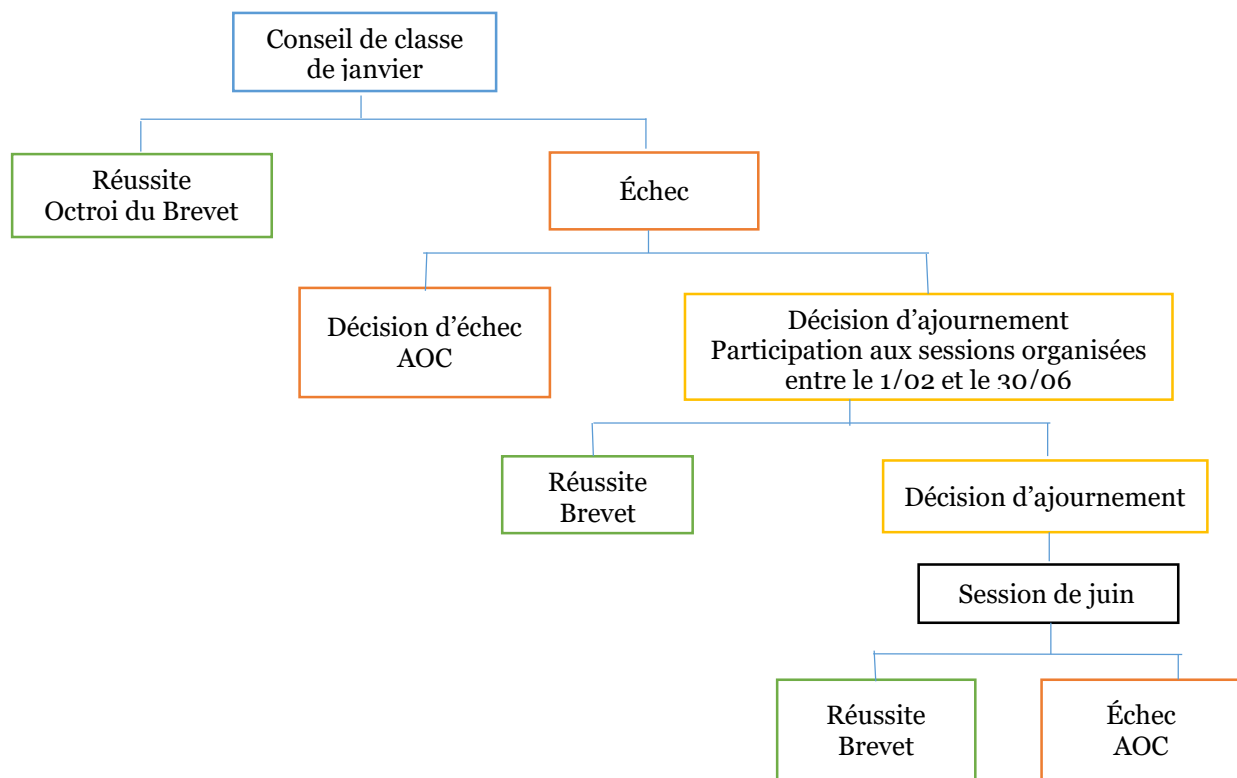 Conseil de classe
de janvier
Réussite
Octroi du Brevet
Échec
Décision d’échec
AOC
Décision d’ajournement
Participation aux sessions organisées
entre le 1/02 et le 30/06
Réussite
Brevet
Décision d’ajournement
Session de juin
Réussite
Brevet
Échec
AOC